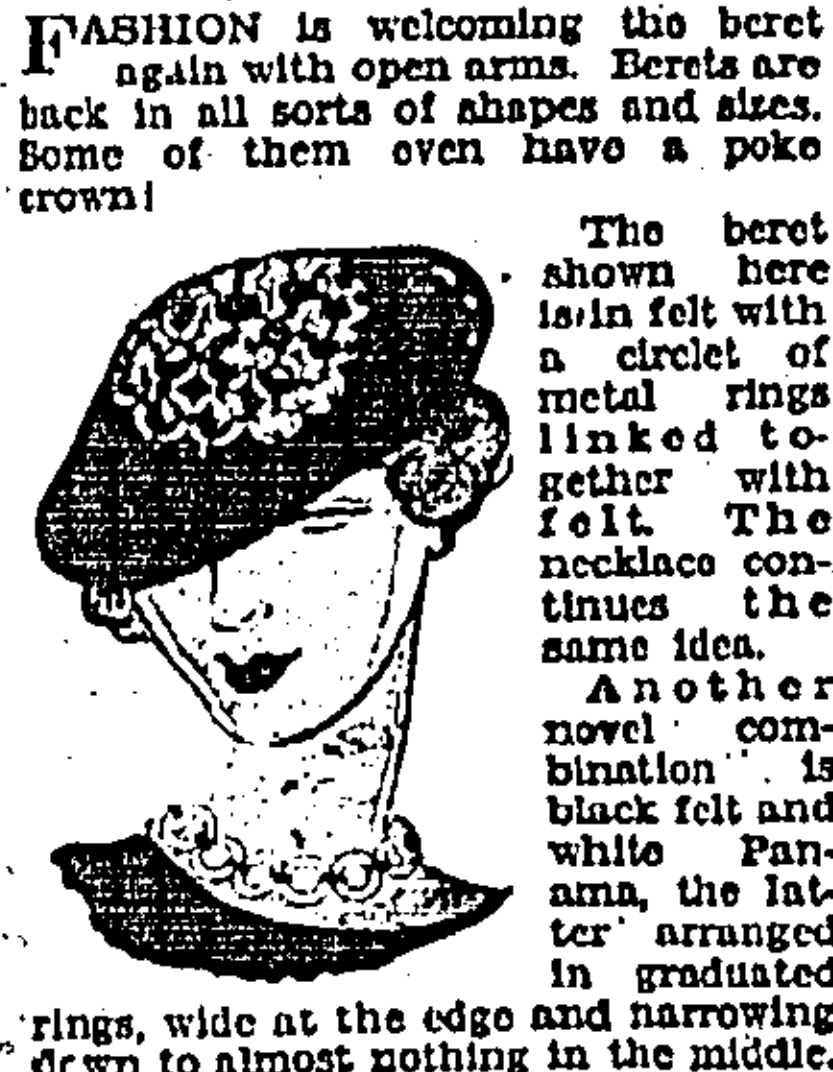 FASHION is welcoming the beret
again with open arms. Berets are
back in all sorts of shapes and sizes.
Some of them even have a poke
crown!
The beret
shown here
is in felt with
a circlet of
metal rings
linked to-
gether with
felt. The
necklace con-
tinues the
same idea.
Another
novel com-
bination is
black felt and
white Pan-
ama, the lat-
ter arranged
in graduated
rings, wide at the edge and narrowing
down to almost nothing in the middle.